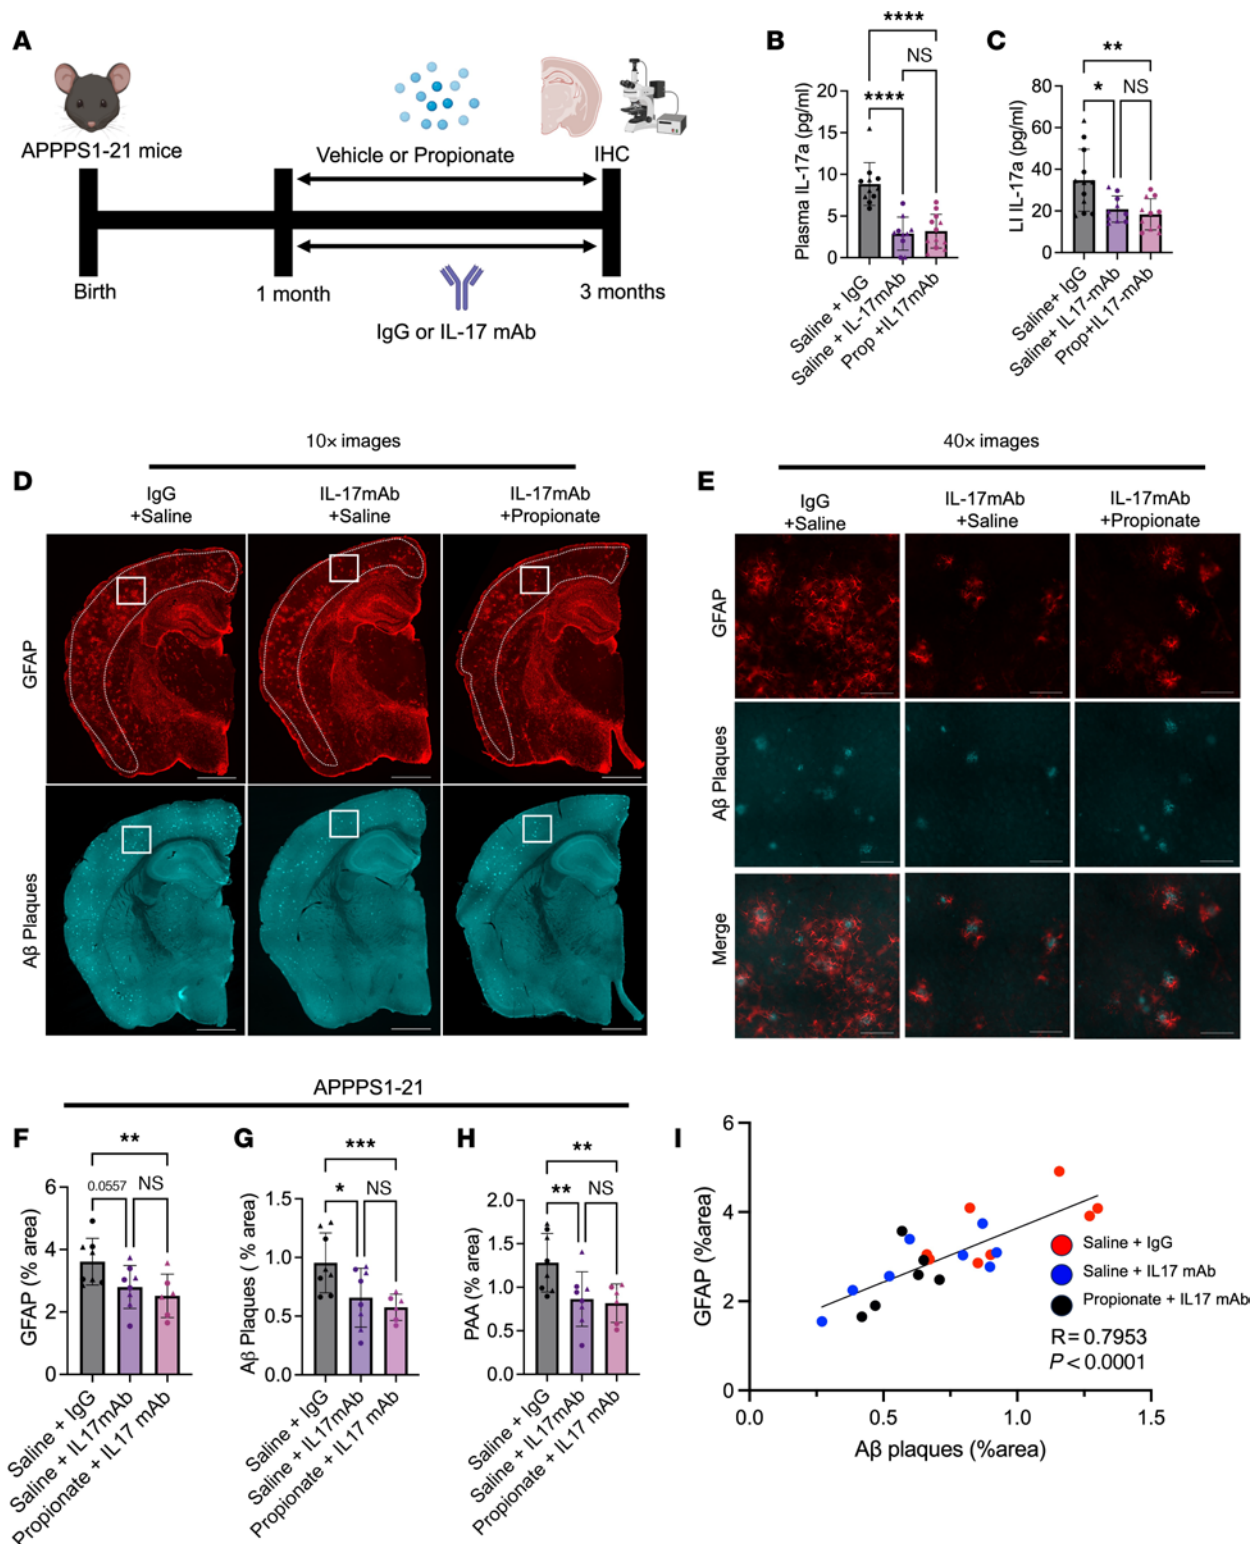 A
APPPS1-21 mice
Vehicle or Propionate
IHC
Birth
1 month
3 months
IgG or IL-17 mAb
B
****
NS
****
Plasma IL-17a (pg/ml)
20
15
10
5
0
Saline + IgG
Saline + IL-17mAb
Prop +IL17mAb
C
**
*
NS
LI IL-17a (pg/ml)
80
60
40
20
0
Saline+ IgG
Saline+ IL17-mAb
Prop+IL17-mAb
10× images
D
IgG
+Saline
IL-17mAb
+Saline
IL-17mAb
+Propionate
GFAP
Aβ Plaques
40× images
E
IgG
+Saline
IL-17mAb
+Saline
IL-17mAb
+Propionate
GFAP
Aβ Plaques
Merge
APPPS1-21
F
**
0.0557
NS
GFAP (% area)
6
4
2
0
Saline + IgG
Saline + IL17mAb
Propionate + IL17 mAb
G
***
*
NS
Aβ Plaques ( % area)
1.5
1.0
0.5
0.0
Saline + IgG
Saline + IL17mAb
Propionate + IL17 mAb
H
**
**
NS
PAA (% area)
2.0
1.5
1.0
0.5
0.0
Saline + IgG
Saline + IL17mAb
Propionate + IL17 mAb
I
GFAP (%area)
6
4
2
0
Saline + IgG
Saline + IL17 mAb
Propionate + IL17 mAb
R = 0.7953
P < 0.0001
0.0
0.5
1.0
1.5
Aβ plaques (%area)